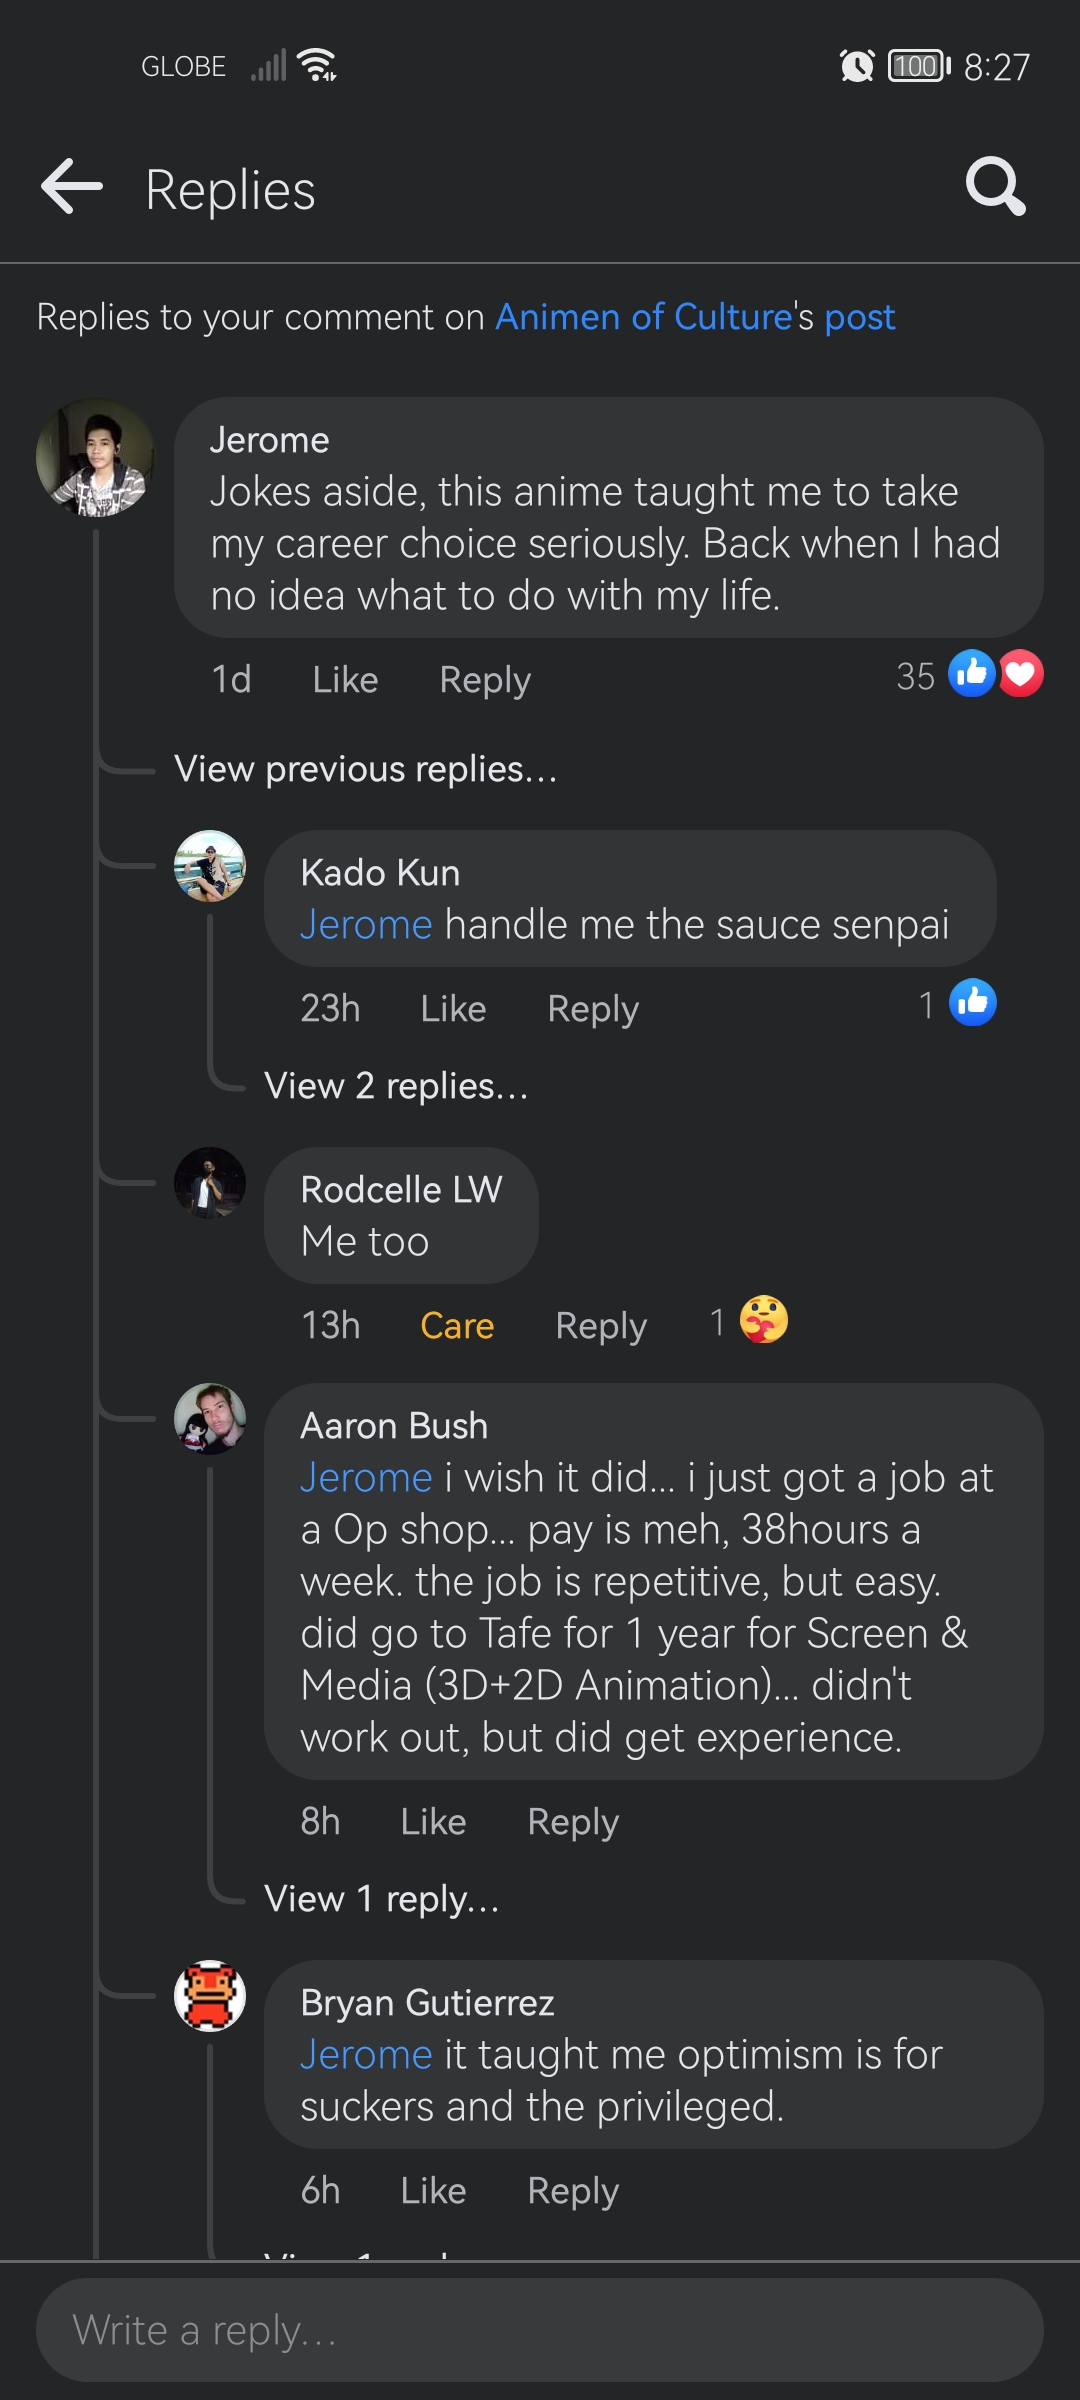 GLOBE
100 8:27
Replies
Replies to your comment on Animen of Culture's post
Jerome
Jokes aside, this anime taught me to take
my career choice seriously. Back when I had
no idea what to do with my life.
1d Like Reply 35
View previous replies...
Kado Kun
Jerome handle me the sauce senpai
23h Like Reply 1
View 2 replies...
Rodcelle LW
Me too
13h Care Reply 1
Aaron Bush
Jerome i wish it did... i just got a job at
a Op shop... pay is meh, 38hours a
week. the job is repetitive, but easy.
did go to Tafe for 1 year for Screen &
Media (3D+2D Animation)... didn't
work out, but did get experience.
8h Like Reply
View 1 reply...
Bryan Gutierrez
Jerome it taught me optimism is for
suckers and the privileged.
6h Like Reply
Write a reply...